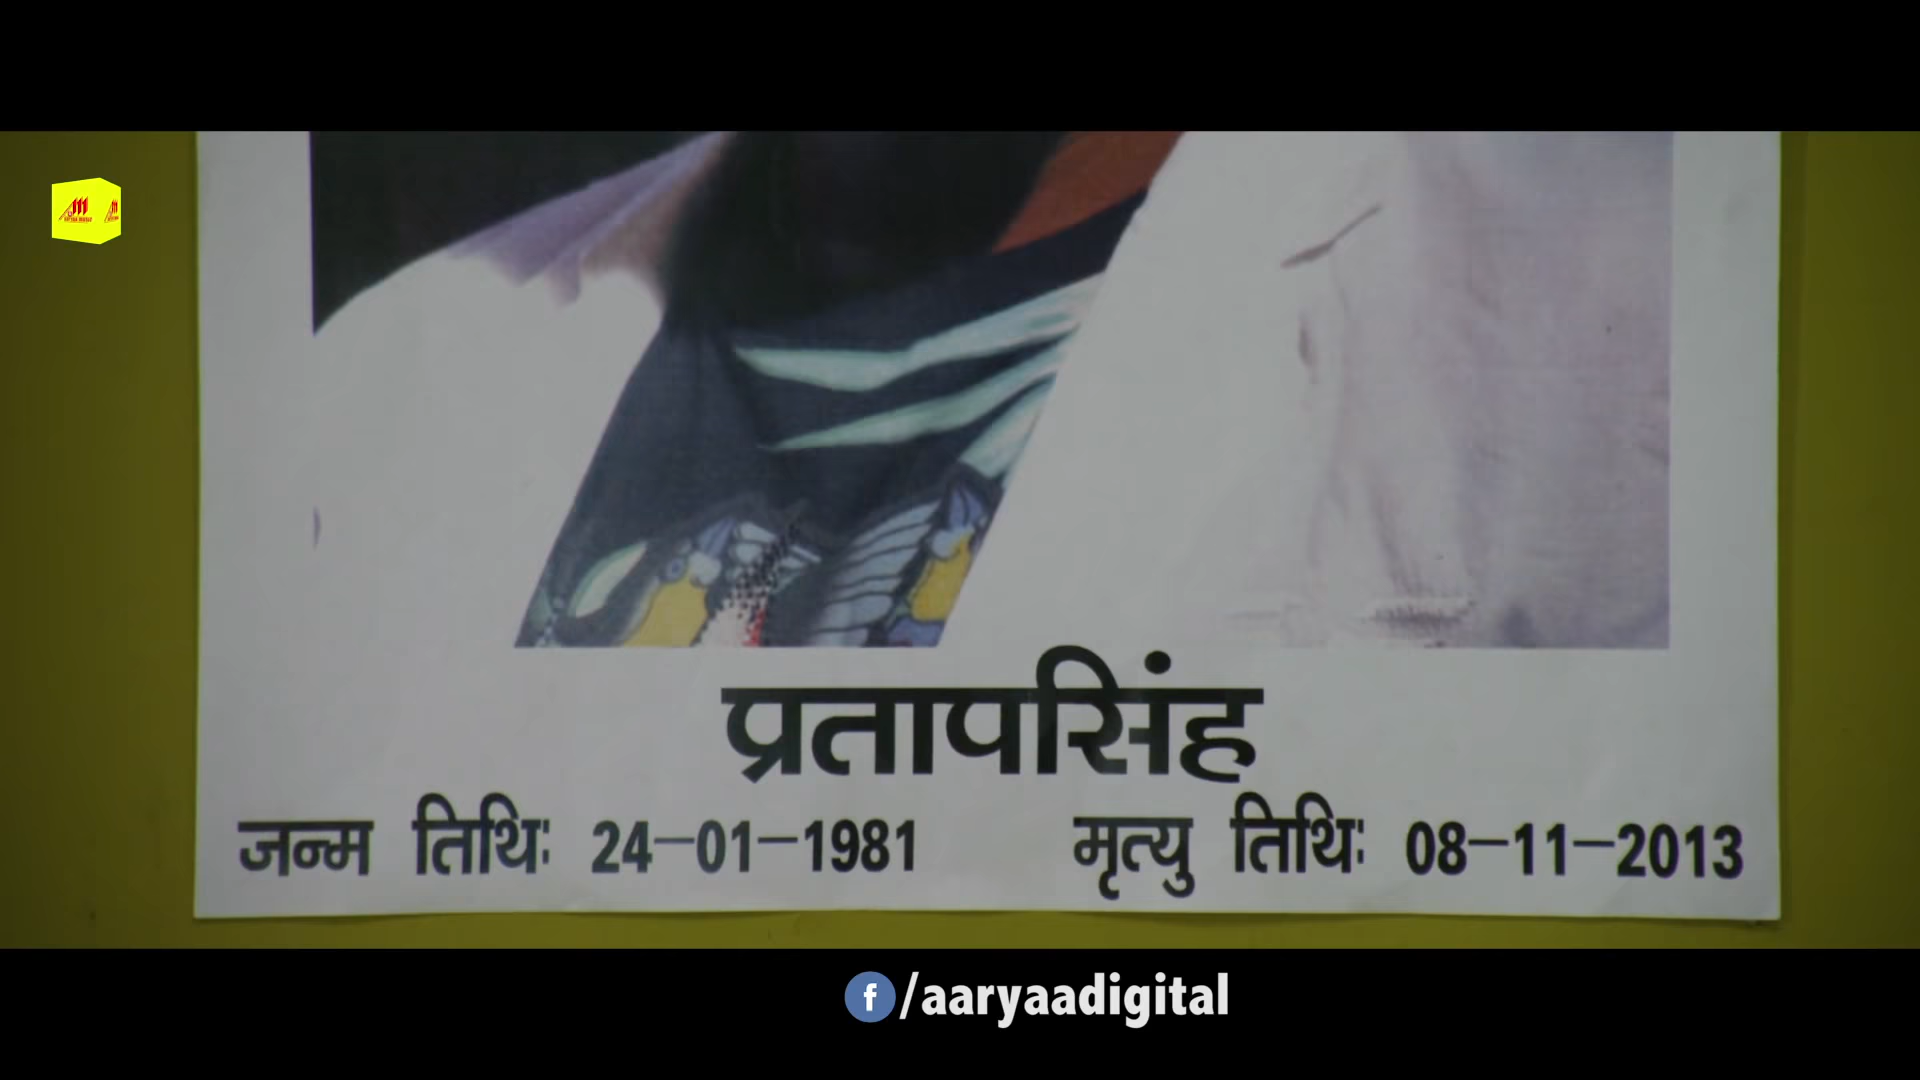 प्रतापसिंह
जन्म तिथिः 24-01-1981 मृत्यु तिथिः 08-11-2013
f/aaryaadigital